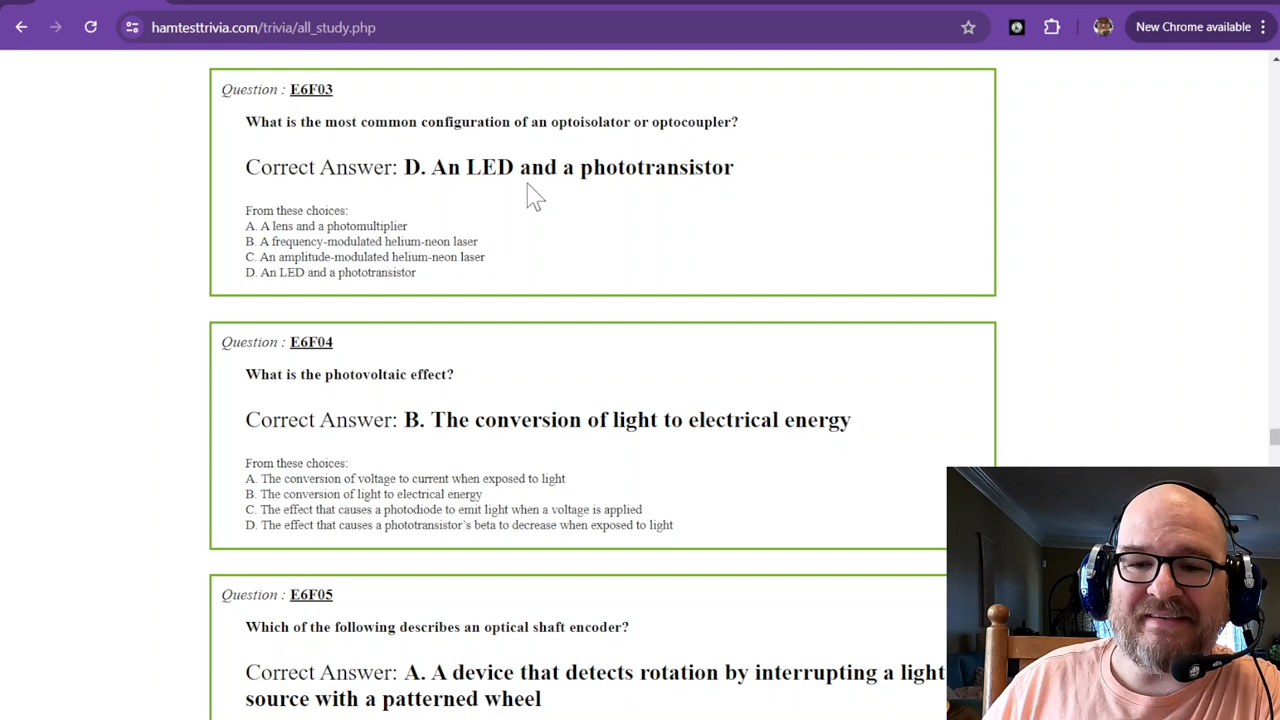 hamtesttrivia.com/trivia/all_study.php
New Chrome available
Question : E6F03
What is the most common configuration of an optoisolator or optocoupler?
Correct Answer: D. An LED and a phototransistor
From these choices:
A. A lens and a photomultiplier
B. A frequency-modulated helium-neon laser
C. An amplitude-modulated helium-neon laser
D. An LED and a phototransistor
Question : E6F04
What is the photovoltaic effect?
Correct Answer: B. The conversion of light to electrical energy
From these choices:
A. The conversion of voltage to current when exposed to light
B. The conversion of light to electrical energy
C. The effect that causes a photodiode to emit light when a voltage is applied
D. The effect that causes a phototransistor's beta to decrease when exposed to light
Question : E6F05
Which of the following describes an optical shaft encoder?
Correct Answer: A. A device that detects rotation by interrupting a light
source with a patterned wheel